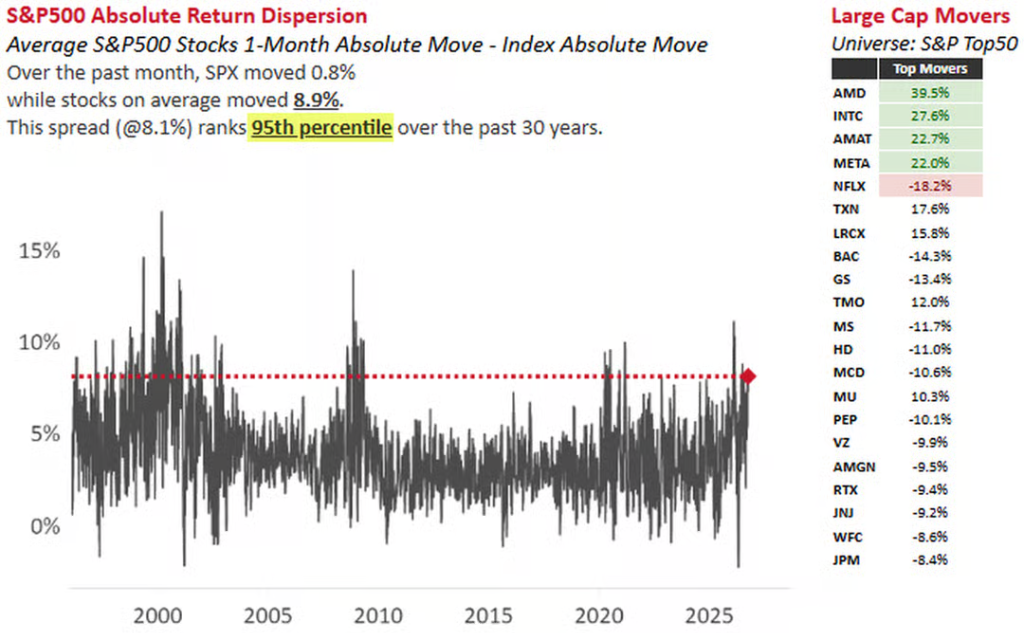 S&P500 Absolute Return Dispersion
Average S&P500 Stocks 1-Month Absolute Move - Index Absolute Move
Over the past month, SPX moved 0.8%
while stocks on average moved 8.9%.
This spread (@8.1%) ranks 95th percentile over the past 30 years.
15%
10%
5%
0%
2000 2005 2010 2015 2020 2025
Large Cap Movers
Universe: S&P Top50
Top Movers
AMD 39.5%
INTC 27.6%
AMAT 22.7%
META 22.0%
NFLX -18.2%
TXN 17.6%
LRCX 15.8%
BAC -14.3%
GS -13.4%
TMO 12.0%
MS -11.7%
HD -11.0%
MCD -10.6%
MU 10.3%
PEP -10.1%
VZ -9.9%
AMGN -9.5%
RTX -9.4%
JNJ -9.2%
WFC -8.6%
JPM -8.4%